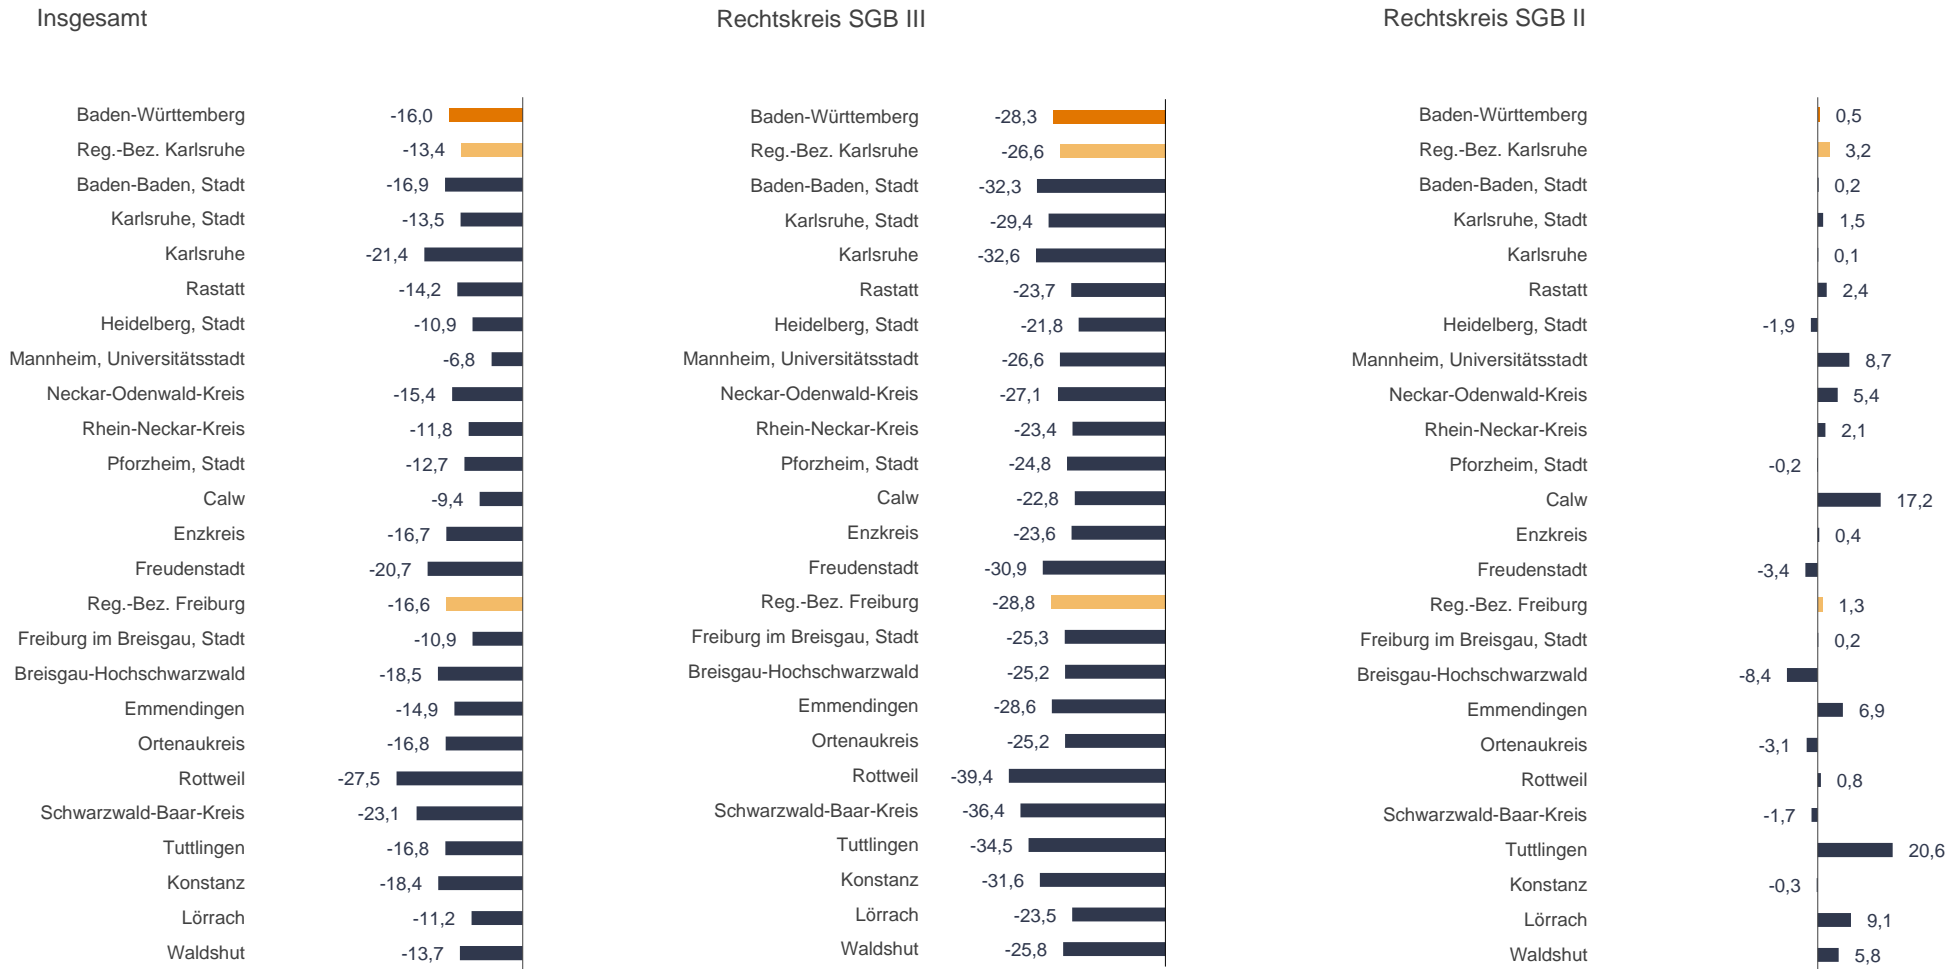 Insgesamt
Baden-Württemberg -16,0
Reg.-Bez. Karlsruhe -13,4
Baden-Baden, Stadt -16,9
Karlsruhe, Stadt -13,5
Karlsruhe -21,4
Rastatt -14,2
Heidelberg, Stadt -10,9
Mannheim, Universitätsstadt -6,8
Neckar-Odenwald-Kreis -15,4
Rhein-Neckar-Kreis -11,8
Pforzheim, Stadt -12,7
Calw -9,4
Enzkreis -16,7
Freudenstadt -20,7
Reg.-Bez. Freiburg -16,6
Freiburg im Breisgau, Stadt -10,9
Breisgau-Hochschwarzwald -18,5
Emmendingen -14,9
Ortenaukreis -16,8
Rottweil -27,5
Schwarzwald-Baar-Kreis -23,1
Tuttlingen -16,8
Konstanz -18,4
Lörrach -11,2
Waldshut -13,7
Rechtskreis SGB III
Baden-Württemberg -28,3
Reg.-Bez. Karlsruhe -26,6
Baden-Baden, Stadt -32,3
Karlsruhe, Stadt -29,4
Karlsruhe -32,6
Rastatt -23,7
Heidelberg, Stadt -21,8
Mannheim, Universitätsstadt -26,6
Neckar-Odenwald-Kreis -27,1
Rhein-Neckar-Kreis -23,4
Pforzheim, Stadt -24,8
Calw -22,8
Enzkreis -23,6
Freudenstadt -30,9
Reg.-Bez. Freiburg -28,8
Freiburg im Breisgau, Stadt -25,3
Breisgau-Hochschwarzwald -25,2
Emmendingen -28,6
Ortenaukreis -25,2
Rottweil -39,4
Schwarzwald-Baar-Kreis -36,4
Tuttlingen -34,5
Konstanz -31,6
Lörrach -23,5
Waldshut -25,8
Rechtskreis SGB II
Baden-Württemberg 0,5
Reg.-Bez. Karlsruhe 3,2
Baden-Baden, Stadt 0,2
Karlsruhe, Stadt 1,5
Karlsruhe 0,1
Rastatt 2,4
Heidelberg, Stadt -1,9
Mannheim, Universitätsstadt 8,7
Neckar-Odenwald-Kreis 5,4
Rhein-Neckar-Kreis 2,1
Pforzheim, Stadt -0,2
Calw 17,2
Enzkreis 0,4
Freudenstadt -3,4
Reg.-Bez. Freiburg 1,3
Freiburg im Breisgau, Stadt 0,2
Breisgau-Hochschwarzwald -8,4
Emmendingen 6,9
Ortenaukreis -3,1
Rottweil 0,8
Schwarzwald-Baar-Kreis -1,7
Tuttlingen 20,6
Konstanz -0,3
Lörrach 9,1
Waldshut 5,8